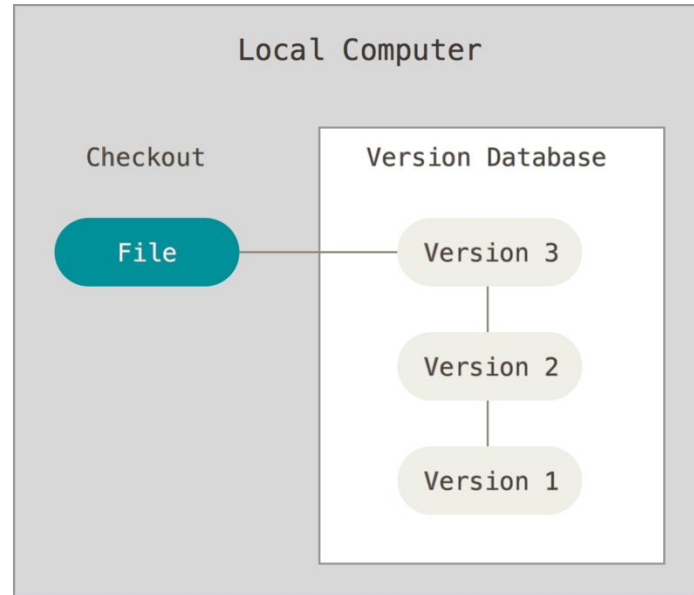 Local Computer
Checkout
Version Database
File
Version 3
Version 2
Version 1